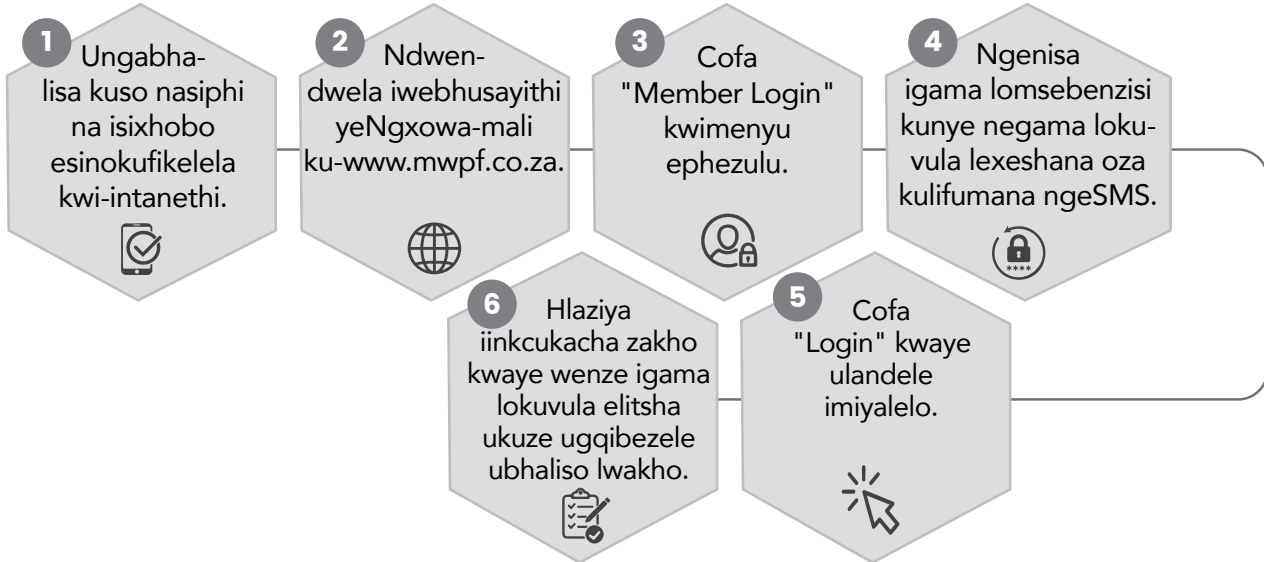 1
Ungabha-
lisa kuso nasiphi
na isixhobo
esinokufikelela
kwi-intanethi.
2
Ndwen-
dwela iwebhusayithi
yeNgxowa-mali
ku-www.mwpf.co.za.
3
Cofa
"Member Login"
kwimenyu
ephezulu.
4
Ngenisa
igama lomsebenzisi
kunye negama loku-
vula lexeshana oza
kulifumana ngeSMS.
5
Cofa
"Login" kwaye
ulandele
imiyalelo.
6
Hlaziya
iinkcukacha zakho
kwaye wenze igama
lokuvula elitsha
ukuze ugqibezele
ubhaliso lwakho.